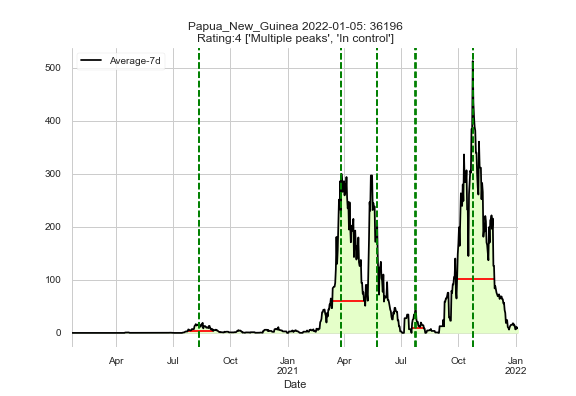 Papua_New_Guinea 2022-01-05: 36196
Rating:4 ['Multiple peaks', 'In control']
Average-7d
500
400
300
200
100
0
Apr Jul Oct Jan Apr Jul Oct Jan
2021 2022
Date